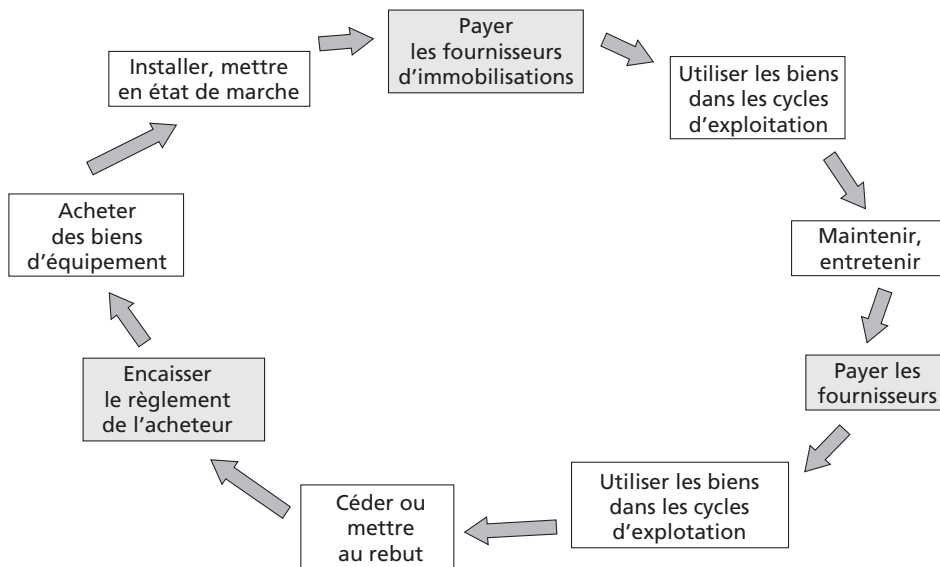 Payer
les fournisseurs
d'immobilisations
Utiliser les biens
dans les cycles
d'exploitation
Maintenir,
entretenir
Payer les
fournisseurs
Utiliser les biens
dans les cycles
d'explotation
Céder ou
mettre
au rebut
Encaisser
le règlement
de l'acheteur
Acheter
des biens
d'équipement
Installer, mettre
en état de marche